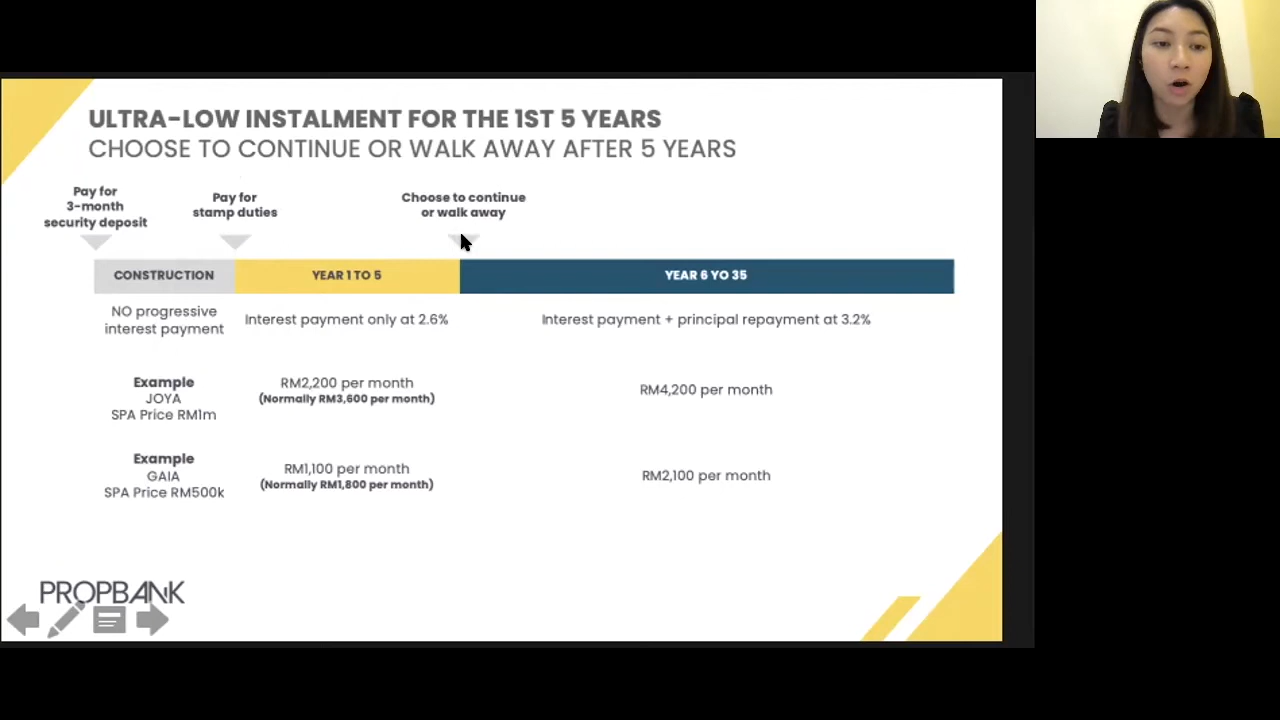 ULTRA-LOW INSTALMENT FOR THE 1ST 5 YEARS
CHOOSE TO CONTINUE OR WALK AWAY AFTER 5 YEARS
Pay for
3-month
security deposit
Pay for
stamp duties
Choose to continue
or walk away
CONSTRUCTION
YEAR 1 TO 5
YEAR 6 YO 35
NO progressive
interest payment
Interest payment only at 2.6%
Interest payment + principal repayment at 3.2%
Example
JOYA
SPA Price RM1m
RM2,200 per month
(Normally RM3,600 per month)
RM4,200 per month
Example
GAIA
SPA Price RM500k
RM1,100 per month
(Normally RM1,800 per month)
RM2,100 per month
PROPBANK